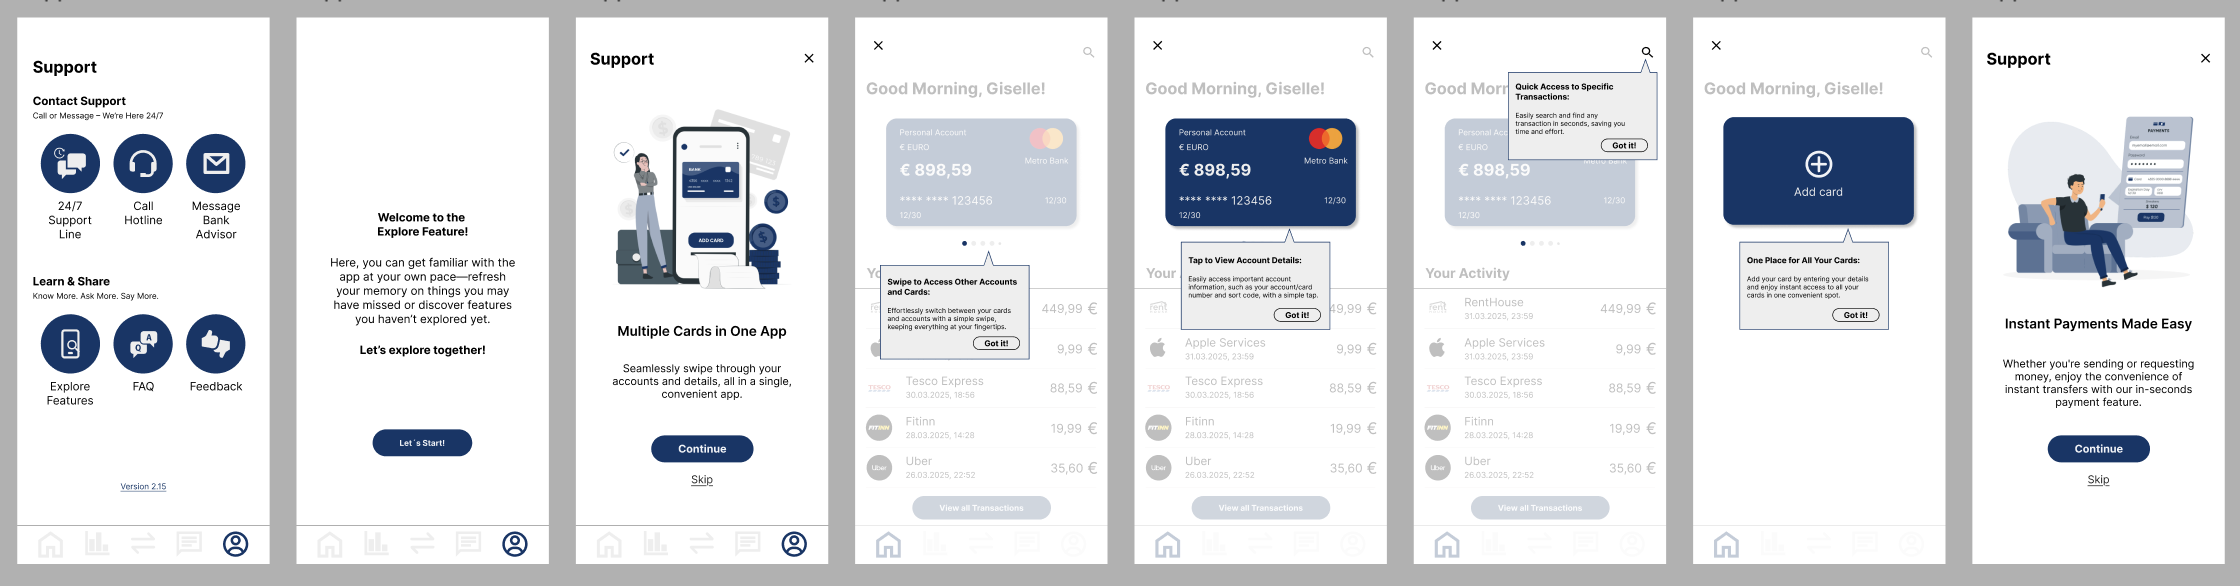 Support
Contact Support
Call or Message – We're Here 24/7
24/7
Support
Line
Call
Hotline
Message
Bank
Advisor
Learn & Share
Know More. Ask More. Say More.
Q
A
Explore
Features
FAQ
Feedback
Version 2.15
Welcome to the
Explore Feature!
Here, you can get familiar with the
app at your own pace—refresh
your memory on things you may
have missed or discover features
you haven't explored yet.
Let's explore together!
Let´s Start!
Support
BANK
ADD CARD
Multiple Cards in One App
Seamlessly swipe through your
accounts and details, all in a single,
convenient app.
Continue
Skip
Good Morning, Giselle!
Personal Account
€ EURO
Metro Bank
€ 898,59
**** **** 123456
12/30
12/30
Yo
Swipe to Access Other Accounts
and Cards:
Effortlessly switch between your cards
and accounts with a simple swipe,
keeping everything at your fingertips.
Got it!
449,99 €
9,99 €
TESCO
Tesco Express
30.03.2025, 18:56
88,59 €
FITINN
Fitinn
28.03.2025, 14:28
19,99 €
Uber
Uber
26.03.2025, 22:52
35,60 €
View all Transactions
Good Morning, Giselle!
Personal Account
€ EURO
Metro Bank
€ 898,59
**** **** 123456
12/30
12/30
Your
Tap to View Account Details:
Easily access important account
information, such as your account/card
number and sort code, with a simple tap.
Got it!
rent
49,99 €
Apple Services
31.03.2025, 23:59
9,99 €
TESCO
Tesco Express
30.03.2025, 18:56
88,59 €
FITINN
Fitinn
28.03.2025, 14:28
19,99 €
Uber
Uber
26.03.2025, 22:52
35,60 €
View all Transactions
Good Morn
Quick Access to Specific
Transactions:
Easily search and find any
transaction in seconds, saving you
time and effort.
Got it!
Personal Acc
€ EURO
Metro Bank
€ 898,59
**** **** 123456
12/30
12/30
Your Activity
rent
RentHouse
31.03.2025, 23:59
449,99 €
Apple Services
31.03.2025, 23:59
9,99 €
TESCO
Tesco Express
30.03.2025, 18:56
88,59 €
FITINN
Fitinn
28.03.2025, 14:28
19,99 €
Uber
Uber
26.03.2025, 22:52
35,60 €
View all Transactions
Good Morning, Giselle!
Add card
One Place for All Your Cards:
Add your card by entering your details
and enjoy instant access to all your
cards in one convenient spot.
Got it!
Support
PAYMENTS
$ 120
Instant Payments Made Easy
Whether you're sending or requesting
money, enjoy the convenience of
instant transfers with our in-seconds
payment feature.
Continue
Skip